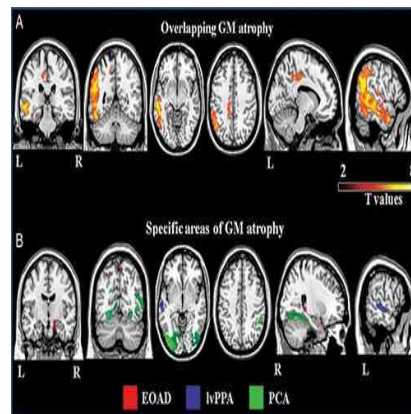 A
Overlapping GM atrophy
L R L
2
T values
B
Specific areas of GM atrophy
L R R L
EOAD lvPPA PCA